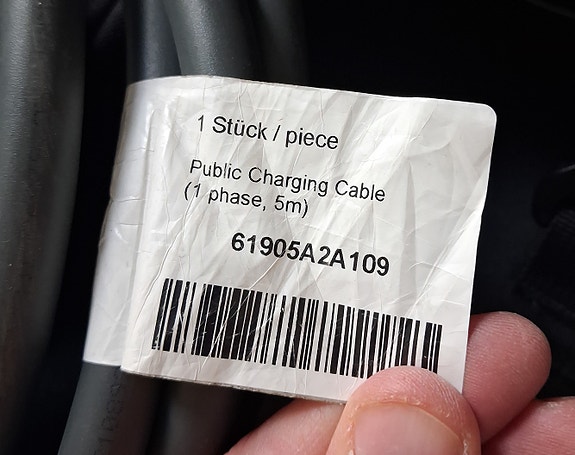 1 Stück / piece
Public Charging Cable
(1 phase, 5m)
61905A2A109